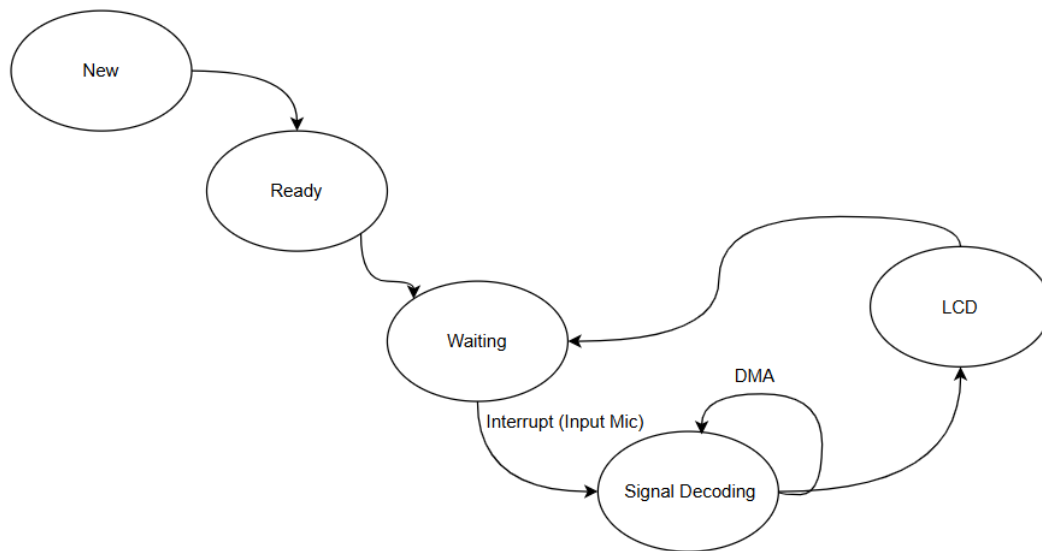 New
Ready
Waiting
LCD
DMA
Interrupt (Input Mic)
Signal Decoding